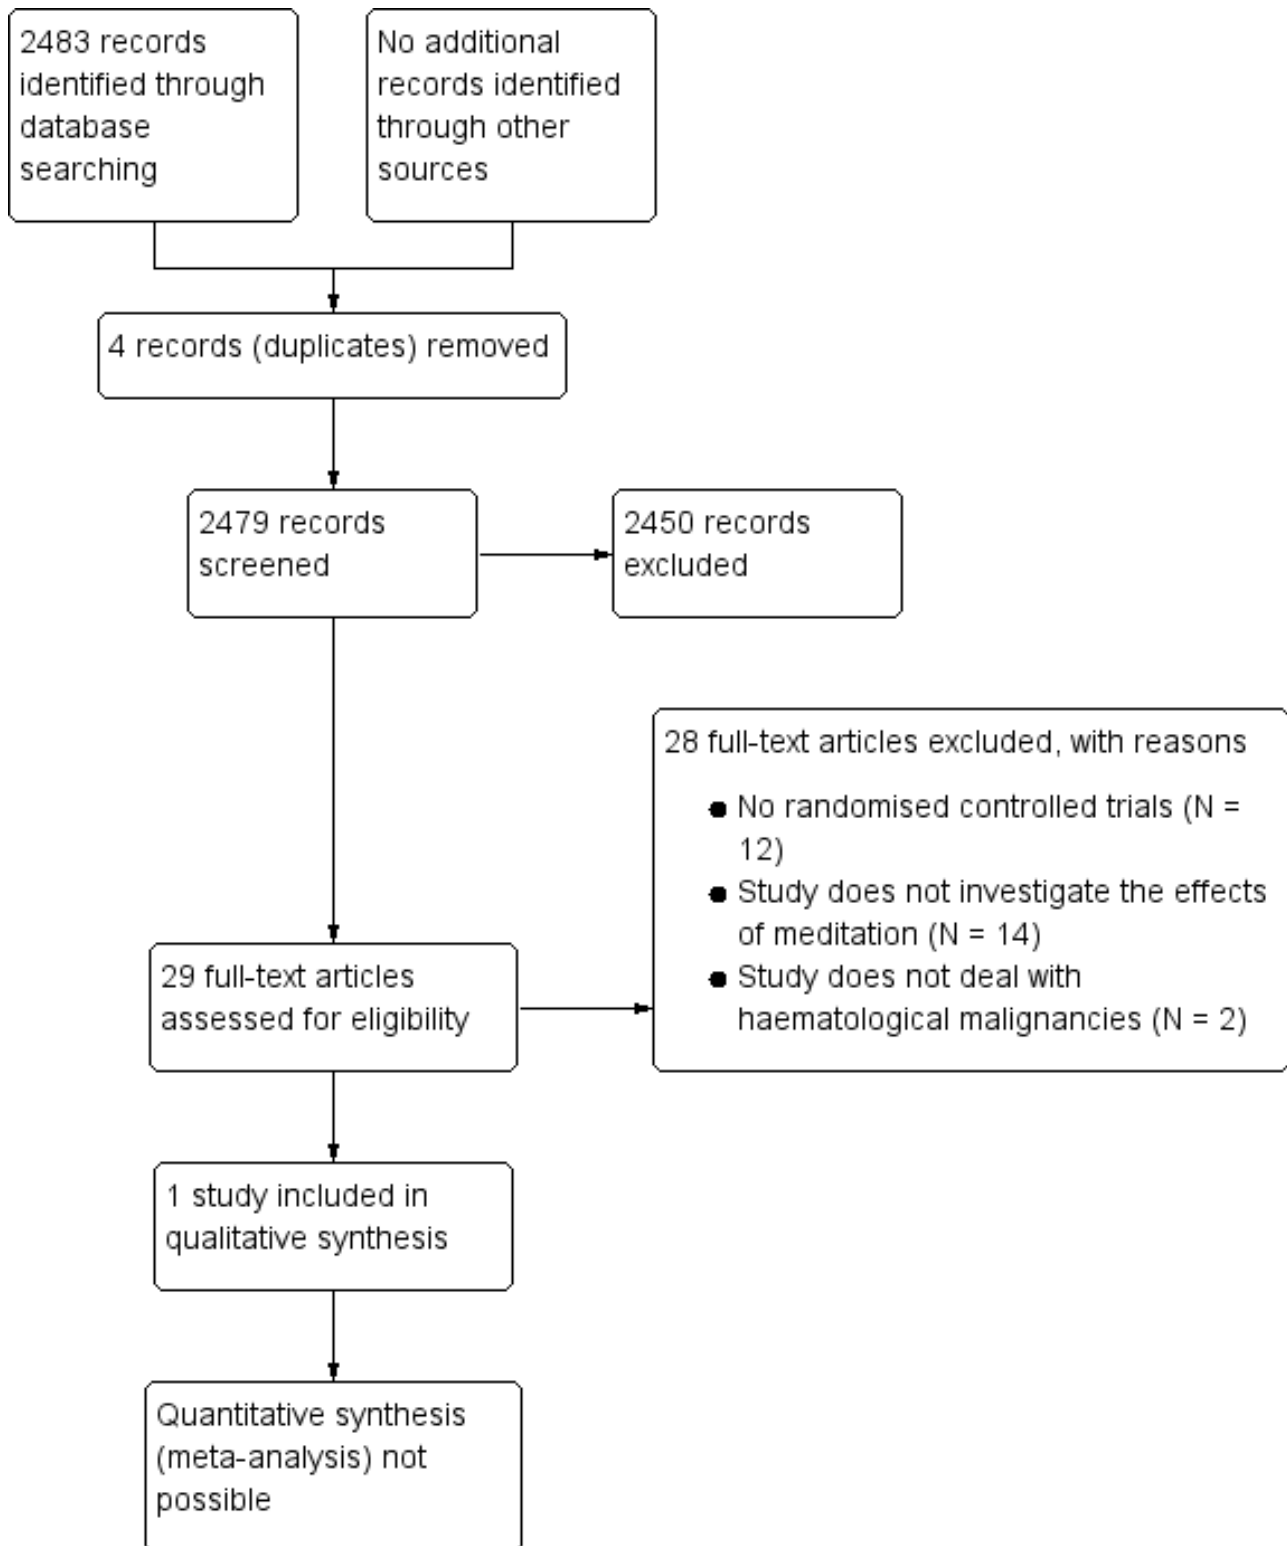 2483 records
identified through
database
searching
No additional
records identified
through other
sources
4 records (duplicates) removed
2479 records
screened
2450 records
excluded
28 full-text articles excluded, with reasons
● No randomised controlled trials (N =
12)
● Study does not investigate the effects
of meditation (N = 14)
● Study does not deal with
haematological malignancies (N = 2)
29 full-text articles
assessed for eligibility
1 study included in
qualitative synthesis
Quantitative synthesis
(meta-analysis) not
possible